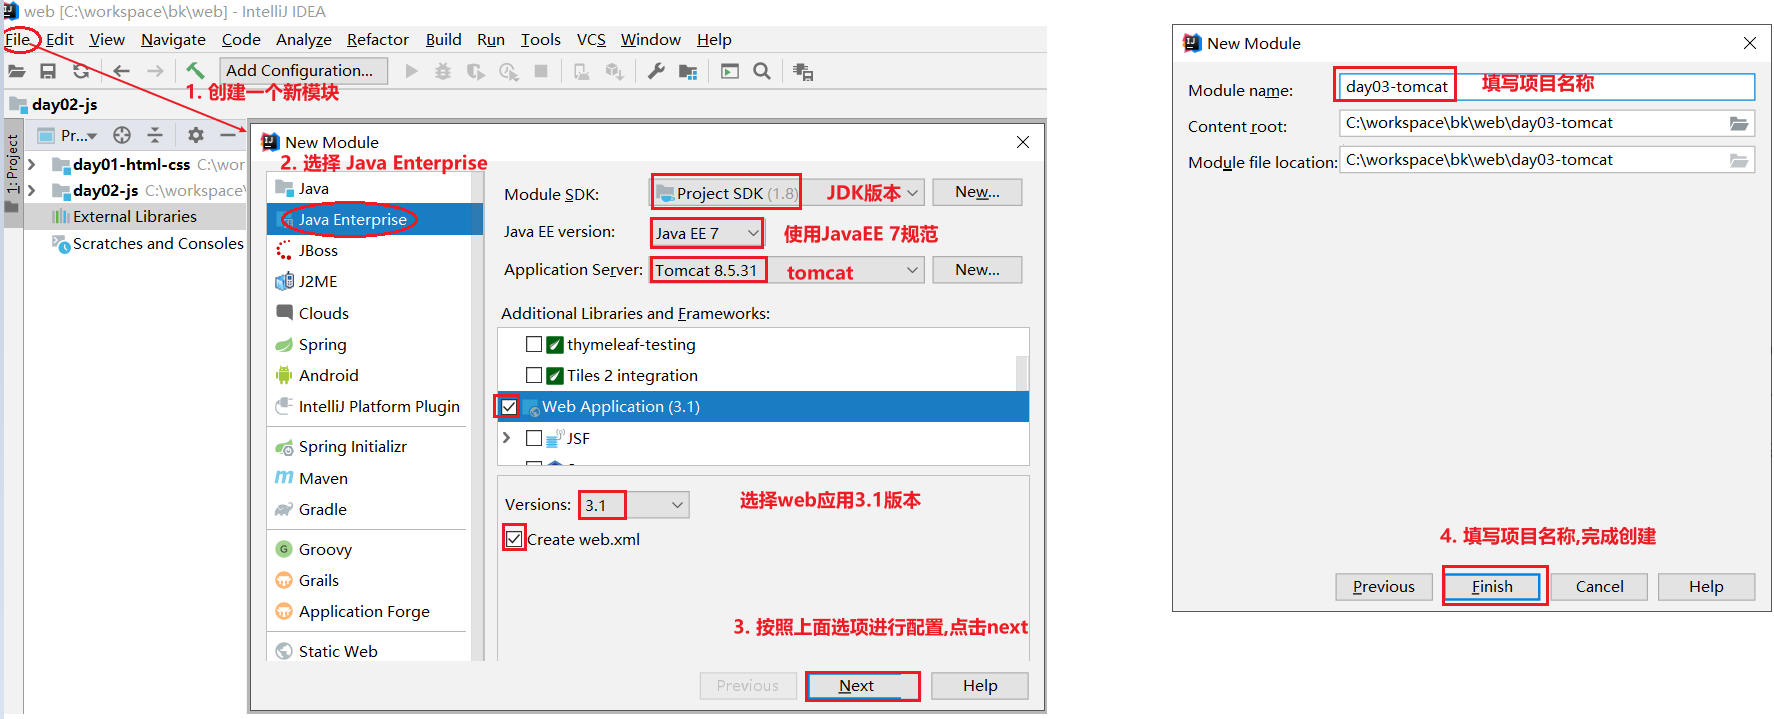 web [C:\workspace\bk\web] - IntelliJ IDEA
File Edit View Navigate Code Analyze Refactor Build Run Tools VCS Window Help
Add Configuration...
1. 创建一个新模块
day02-js
1: Project
Pr...
day01-html-css C:\wor
day02-js C:\workspace\
External Libraries
Scratches and Consoles
New Module
2. 选择 Java Enterprise
Java
Java Enterprise
JBoss
J2ME
Clouds
Spring
Android
IntelliJ Platform Plugin
Spring Initializr
Maven
Gradle
Groovy
Grails
Application Forge
Static Web
Module SDK: Project SDK (1.8) JDK版本 New...
Java EE version: Java EE 7 使用JavaEE 7规范
Application Server: Tomcat 8.5.31 tomcat New...
Additional Libraries and Frameworks:
thymeleaf-testing
Tiles 2 integration
Web Application (3.1)
JSF
Versions: 3.1 选择web应用3.1版本
Create web.xml
3. 按照上面选项进行配置,点击next
Previous Next Help
New Module
Module name: day03-tomcat 填写项目名称
Content root: C:\workspace\bk\web\day03-tomcat
Module file location: C:\workspace\bk\web\day03-tomcat
4. 填写项目名称,完成创建
Previous Finish Cancel Help